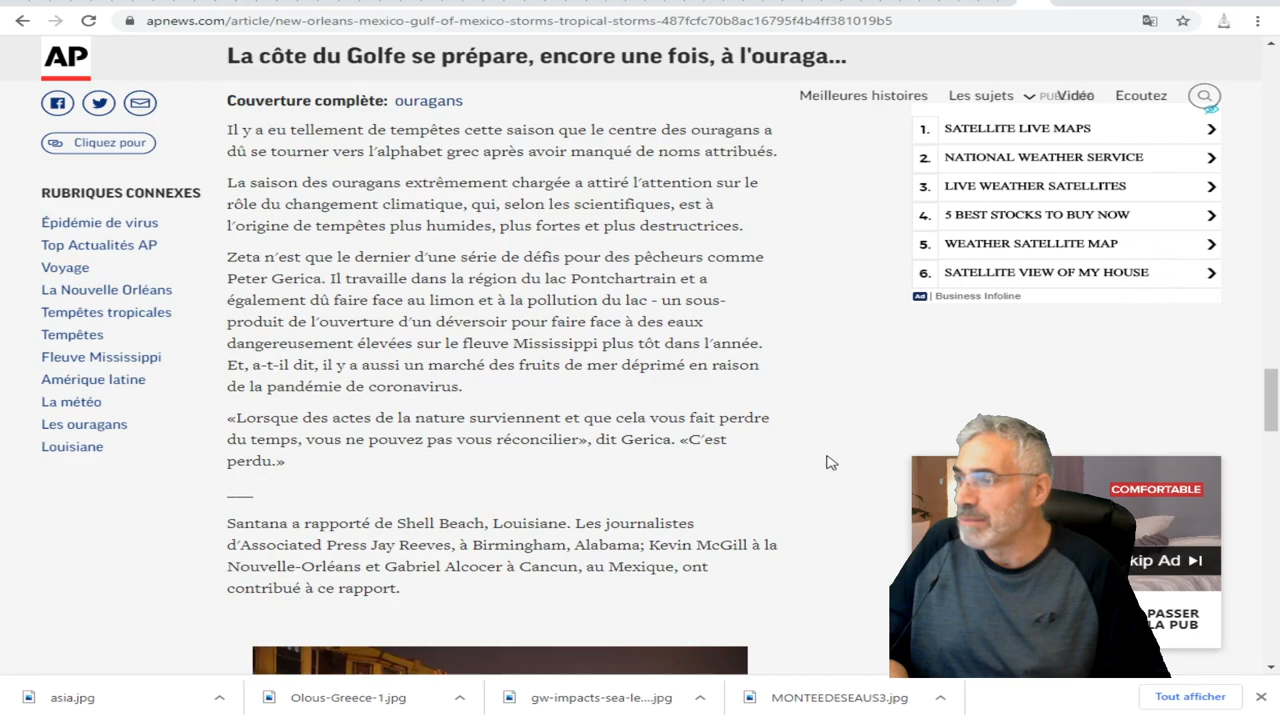 apnews.com/article/new-orleans-mexico-gulf-of-mexico-storms-tropical-storms-487fcfc70b8ac16795f4b4ff381019b5
AP
La côte du Golfe se prépare, encore une fois, à l'ouraga...
Meilleures histoires
Les sujets
Vidéo
Ecoutez
Cliquez pour
RUBRIQUES CONNEXES
Épidémie de virus
Top Actualités AP
Voyage
La Nouvelle Orléans
Tempêtes tropicales
Tempêtes
Fleuve Mississippi
Amérique latine
La météo
Les ouragans
Louisiane
Couverture complète: ouragans
Il y a eu tellement de tempêtes cette saison que le centre des ouragans a
dû se tourner vers l'alphabet grec après avoir manqué de noms attribués.
La saison des ouragans extrêmement chargée a attiré l'attention sur le
rôle du changement climatique, qui, selon les scientifiques, est à
l'origine de tempêtes plus humides, plus fortes et plus destructrices.
Zeta n'est que le dernier d'une série de défis pour des pêcheurs comme
Peter Gerica. Il travaille dans la région du lac Pontchartrain et a
également dû faire face au limon et à la pollution du lac - un sous-
produit de l'ouverture d'un déversoir pour faire face à des eaux
dangereusement élevées sur le fleuve Mississippi plus tôt dans l'année.
Et, a-t-il dit, il y a aussi un marché des fruits de mer déprimé en raison
de la pandémie de coronavirus.
«Lorsque des actes de la nature surviennent et que cela vous fait perdre
du temps, vous ne pouvez pas vous réconcilier», dit Gerica. «C'est
perdu.»
Santana a rapporté de Shell Beach, Louisiane. Les journalistes
d'Associated Press Jay Reeves, à Birmingham, Alabama; Kevin McGill à la
Nouvelle-Orléans et Gabriel Alcocer à Cancun, au Mexique, ont
contribué à ce rapport.
1. SATELLITE LIVE MAPS
2. NATIONAL WEATHER SERVICE
3. LIVE WEATHER SATELLITES
4. 5 BEST STOCKS TO BUY NOW
5. WEATHER SATELLITE MAP
6. SATELLITE VIEW OF MY HOUSE
Ad | Business Infoline
COMFORTABLE
kip Ad
PASSER
LA PUB
asia.jpg
Olous-Greece-1.jpg
gw-impacts-sea-le....jpg
MONTEEDESEAUS3.jpg
Tout afficher